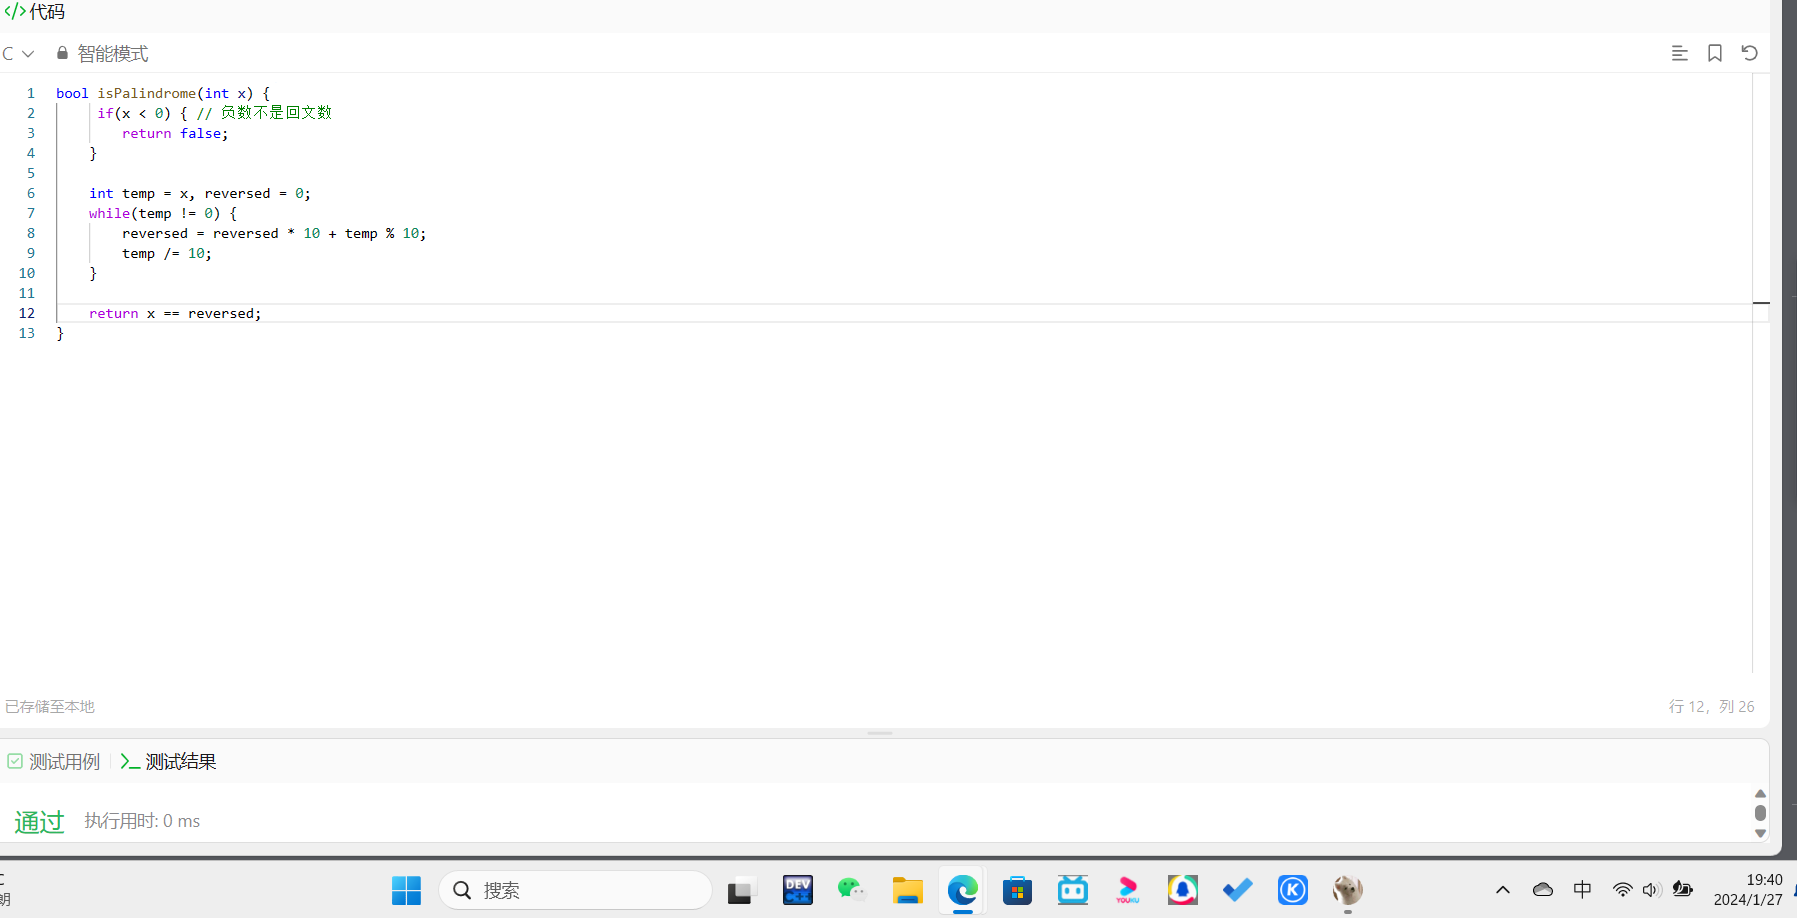 </> 代码
C 智能模式
1 bool isPalindrome(int x) {
2 if(x < 0) { // 负数不是回文数
3 return false;
4 }
5
6 int temp = x, reversed = 0;
7 while(temp != 0) {
8 reversed = reversed * 10 + temp % 10;
9 temp /= 10;
10 }
11
12 return x == reversed;
13 }
已存储至本地 行 12, 列 26
测试用例 >_ 测试结果
通过 执行用时: 0 ms
搜索
DEV C++
YOUKU
K
中
19:40
2024/1/27